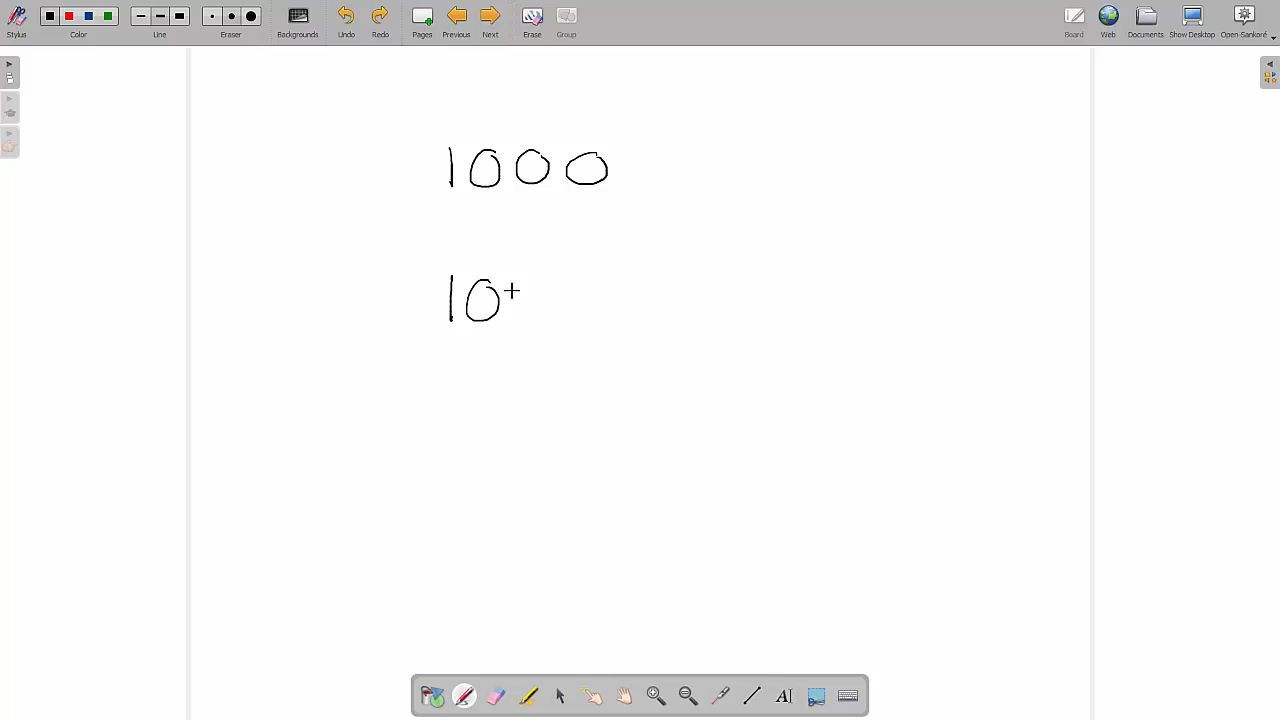 Stylus Color Line Eraser Backgrounds Undo Redo Pages Previous Next Erase Group Board Web Documents Show Desktop Open-Sankoré
1000
10